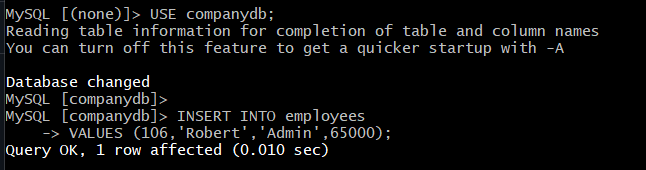 MySQL [(none)]> USE companydb;
Reading table information for completion of table and column names
You can turn off this feature to get a quicker startup with -A
Database changed
MySQL [companydb]>
MySQL [companydb]> INSERT INTO employees
    -> VALUES (106,'Robert','Admin',65000);
Query OK, 1 row affected (0.010 sec)